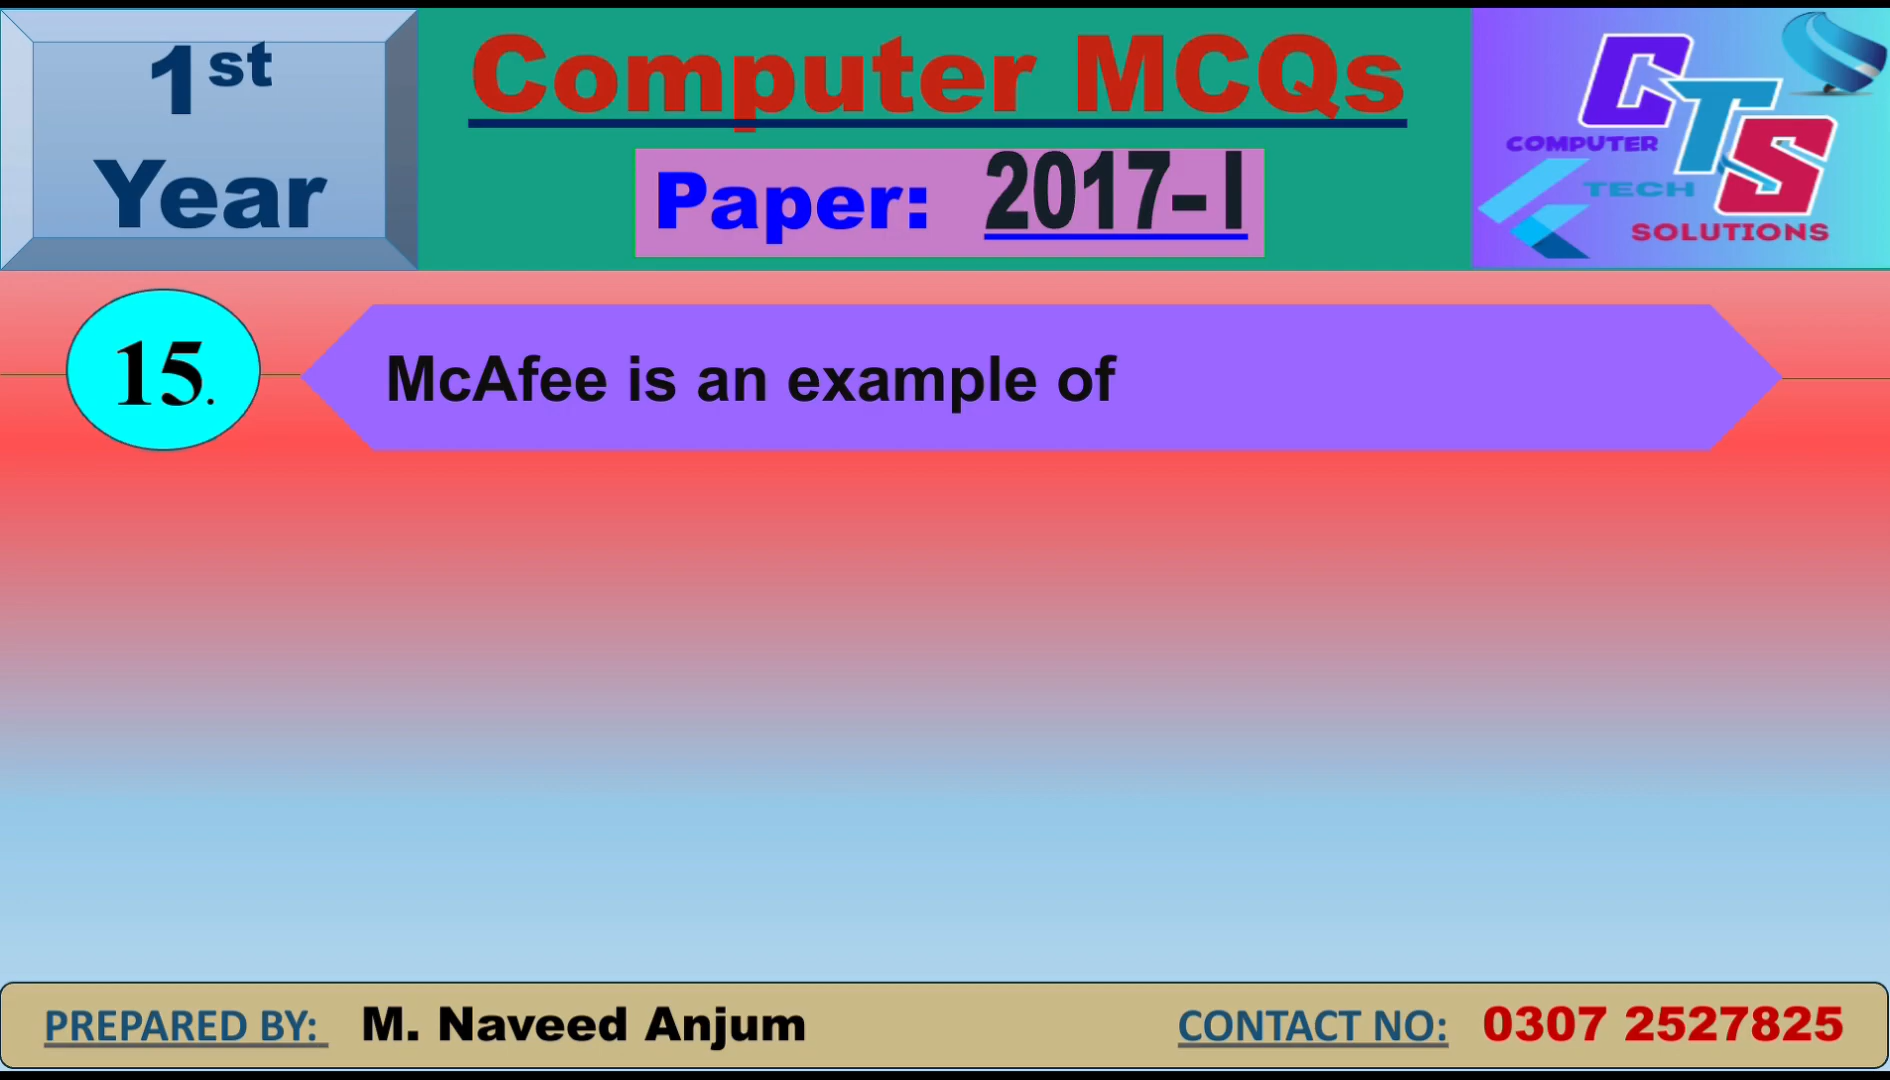 1st
Year
Computer MCQs
Paper: 2017-I
CTS
COMPUTER
TECH
SOLUTIONS
15.
McAfee is an example of
PREPARED BY: M. Naveed Anjum
CONTACT NO: 0307 2527825